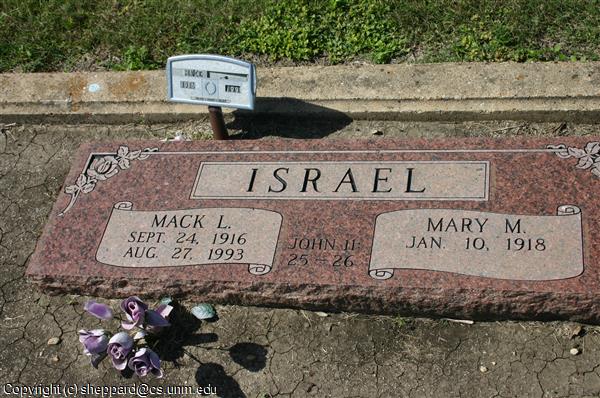 ISRAEL
MACK L.
SEPT. 24, 1916
AUG. 27, 1993
JOHN 11:
25 - 26
MARY M.
JAN. 10, 1918
Copyright (c) sheppard@cs.unm.edu